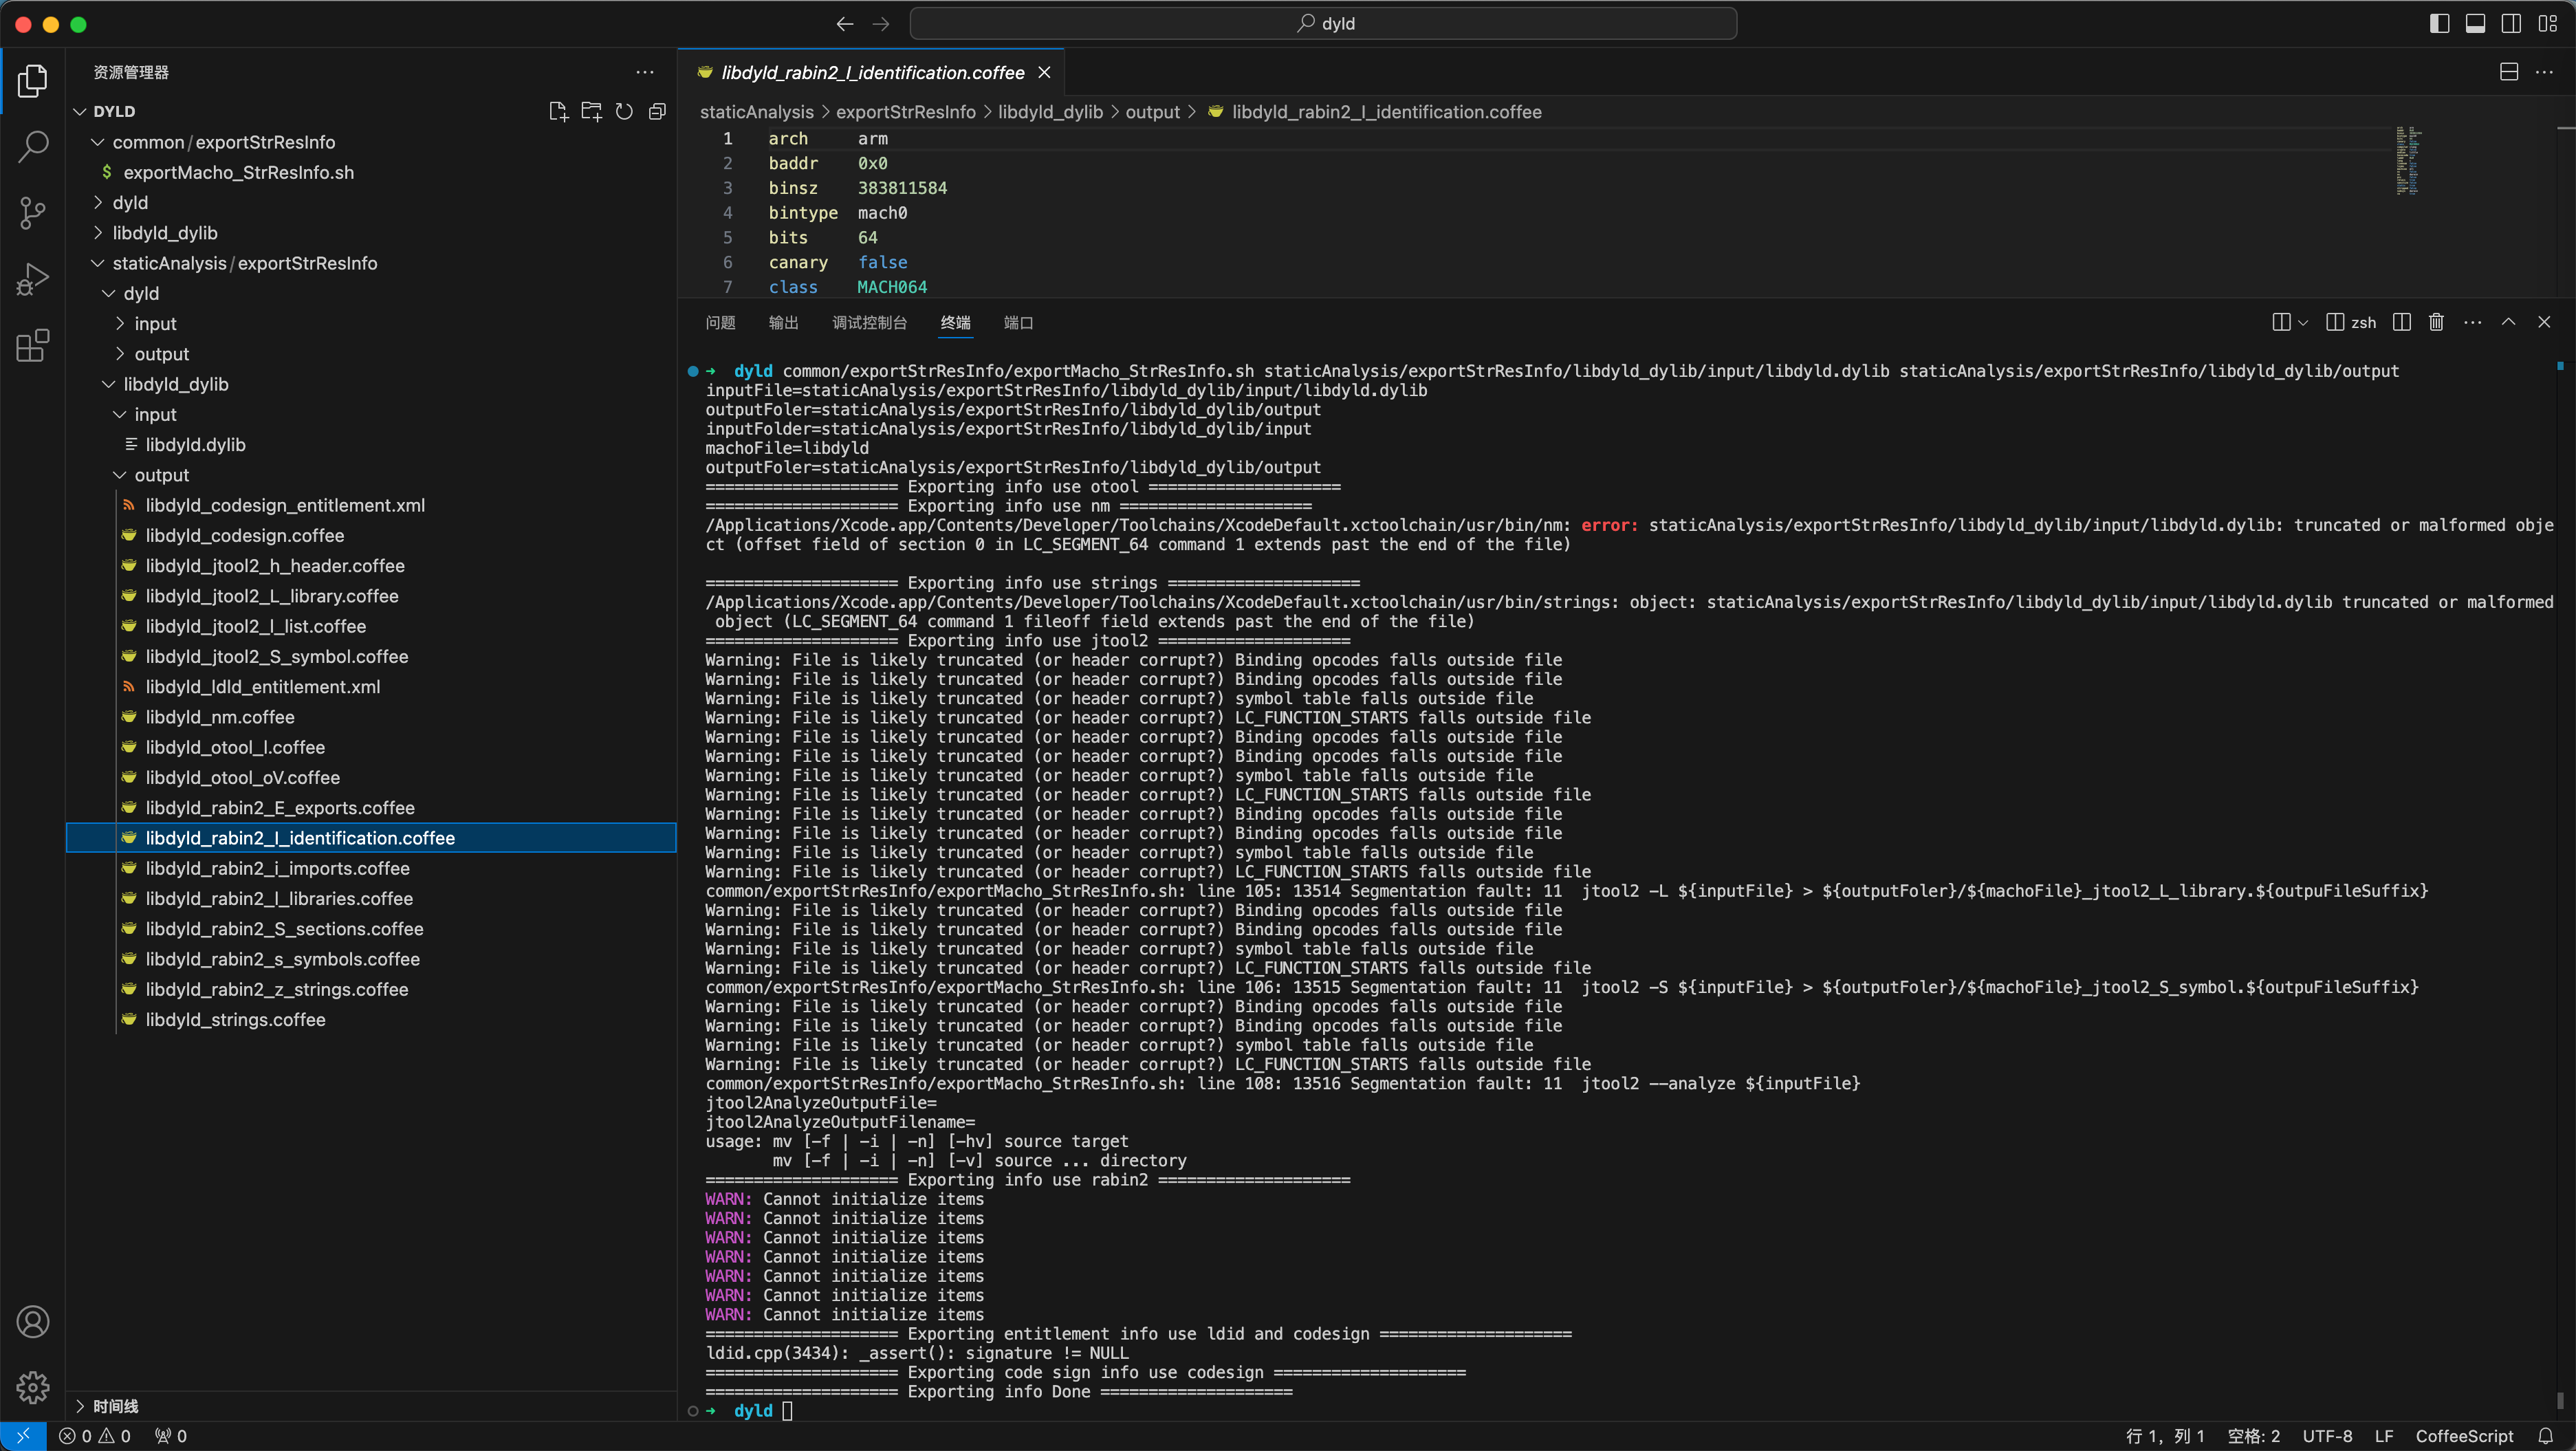 dyld
资源管理器
DYLD
common/exportStrResInfo
exportMacho_StrResInfo.sh
dyld
libdyld_dylib
staticAnalysis/exportStrResInfo
dyld
input
output
libdyld_dylib
input
libdyld.dylib
output
libdyld_codesign_entitlement.xml
libdyld_codesign.coffee
libdyld_jtool2_h_header.coffee
libdyld_jtool2_L_library.coffee
libdyld_jtool2_l_list.coffee
libdyld_jtool2_S_symbol.coffee
libdyld_ldId_entitlement.xml
libdyld_nm.coffee
libdyld_otool_l.coffee
libdyld_otool_oV.coffee
libdyld_rabin2_E_exports.coffee
libdyld_rabin2_I_identification.coffee
libdyld_rabin2_i_imports.coffee
libdyld_rabin2_l_libraries.coffee
libdyld_rabin2_S_sections.coffee
libdyld_rabin2_s_symbols.coffee
libdyld_rabin2_z_strings.coffee
libdyld_strings.coffee
时间线
libdyld_rabin2_I_identification.coffee
staticAnalysis > exportStrResInfo > libdyld_dylib > output > libdyld_rabin2_I_identification.coffee
1 arch arm
2 baddr 0x0
3 binsz 383811584
4 bintype mach0
5 bits 64
6 canary false
7 class MACH064
问题 输出 调试控制台 终端 端口
zsh
→ dyld common/exportStrResInfo/exportMacho_StrResInfo.sh staticAnalysis/exportStrResInfo/libdyld_dylib/input/libdyld.dylib staticAnalysis/exportStrResInfo/libdyld_dylib/output
inputFile=staticAnalysis/exportStrResInfo/libdyld_dylib/input/libdyld.dylib
outputFoler=staticAnalysis/exportStrResInfo/libdyld_dylib/output
inputFolder=staticAnalysis/exportStrResInfo/libdyld_dylib/input
machoFile=libdyld
outputFoler=staticAnalysis/exportStrResInfo/libdyld_dylib/output
==================== Exporting info use otool ====================
==================== Exporting info use nm ====================
/Applications/Xcode.app/Contents/Developer/Toolchains/XcodeDefault.xctoolchain/usr/bin/nm: error: staticAnalysis/exportStrResInfo/libdyld_dylib/input/libdyld.dylib: truncated or malformed obje
ct (offset field of section 0 in LC_SEGMENT_64 command 1 extends past the end of the file)
==================== Exporting info use strings ====================
/Applications/Xcode.app/Contents/Developer/Toolchains/XcodeDefault.xctoolchain/usr/bin/strings: object: staticAnalysis/exportStrResInfo/libdyld_dylib/input/libdyld.dylib truncated or malformed
object (LC_SEGMENT_64 command 1 fileoff field extends past the end of the file)
==================== Exporting info use jtool2 ====================
Warning: File is likely truncated (or header corrupt?) Binding opcodes falls outside file
Warning: File is likely truncated (or header corrupt?) Binding opcodes falls outside file
Warning: File is likely truncated (or header corrupt?) symbol table falls outside file
Warning: File is likely truncated (or header corrupt?) LC_FUNCTION_STARTS falls outside file
Warning: File is likely truncated (or header corrupt?) Binding opcodes falls outside file
Warning: File is likely truncated (or header corrupt?) Binding opcodes falls outside file
Warning: File is likely truncated (or header corrupt?) symbol table falls outside file
Warning: File is likely truncated (or header corrupt?) LC_FUNCTION_STARTS falls outside file
Warning: File is likely truncated (or header corrupt?) Binding opcodes falls outside file
Warning: File is likely truncated (or header corrupt?) Binding opcodes falls outside file
Warning: File is likely truncated (or header corrupt?) symbol table falls outside file
Warning: File is likely truncated (or header corrupt?) LC_FUNCTION_STARTS falls outside file
common/exportStrResInfo/exportMacho_StrResInfo.sh: line 105: 13514 Segmentation fault: 11 jtool2 -L ${inputFile} > ${outputFoler}/${machoFile}_jtool2_L_library.${outpuFileSuffix}
Warning: File is likely truncated (or header corrupt?) Binding opcodes falls outside file
Warning: File is likely truncated (or header corrupt?) Binding opcodes falls outside file
Warning: File is likely truncated (or header corrupt?) symbol table falls outside file
Warning: File is likely truncated (or header corrupt?) LC_FUNCTION_STARTS falls outside file
common/exportStrResInfo/exportMacho_StrResInfo.sh: line 106: 13515 Segmentation fault: 11 jtool2 -S ${inputFile} > ${outputFoler}/${machoFile}_jtool2_S_symbol.${outpuFileSuffix}
Warning: File is likely truncated (or header corrupt?) Binding opcodes falls outside file
Warning: File is likely truncated (or header corrupt?) Binding opcodes falls outside file
Warning: File is likely truncated (or header corrupt?) symbol table falls outside file
Warning: File is likely truncated (or header corrupt?) LC_FUNCTION_STARTS falls outside file
common/exportStrResInfo/exportMacho_StrResInfo.sh: line 108: 13516 Segmentation fault: 11 jtool2 --analyze ${inputFile}
jtool2AnalyzeOutputFile=
jtool2AnalyzeOutputFilename=
usage: mv [-f | -i | -n] [-hv] source target
mv [-f | -i | -n] [-v] source ... directory
==================== Exporting info use rabin2 ====================
WARN: Cannot initialize items
WARN: Cannot initialize items
WARN: Cannot initialize items
WARN: Cannot initialize items
WARN: Cannot initialize items
WARN: Cannot initialize items
WARN: Cannot initialize items
==================== Exporting entitlement info use ldid and codesign ====================
ldid.cpp(3434): _assert(): signature != NULL
==================== Exporting code sign info use codesign ====================
==================== Exporting info Done ====================
→ dyld
0 0 0
行 1，列 1 空格: 2 UTF-8 LF CoffeeScript